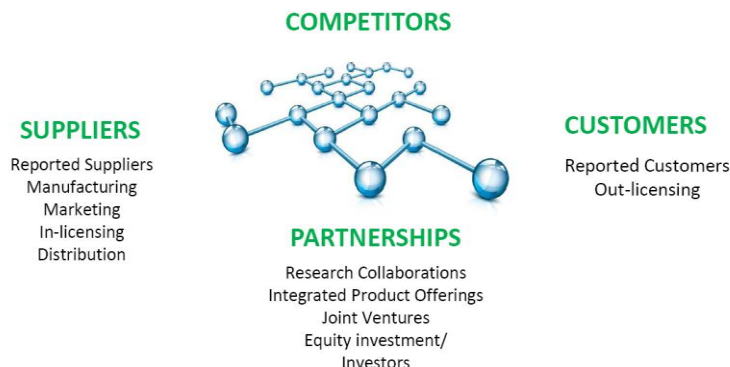 COMPETITORS
SUPPLIERS
Reported Suppliers
Manufacturing
Marketing
In-licensing
Distribution
CUSTOMERS
Reported Customers
Out-licensing
PARTNERSHIPS
Research Collaborations
Integrated Product Offerings
Joint Ventures
Equity investment/
Investors